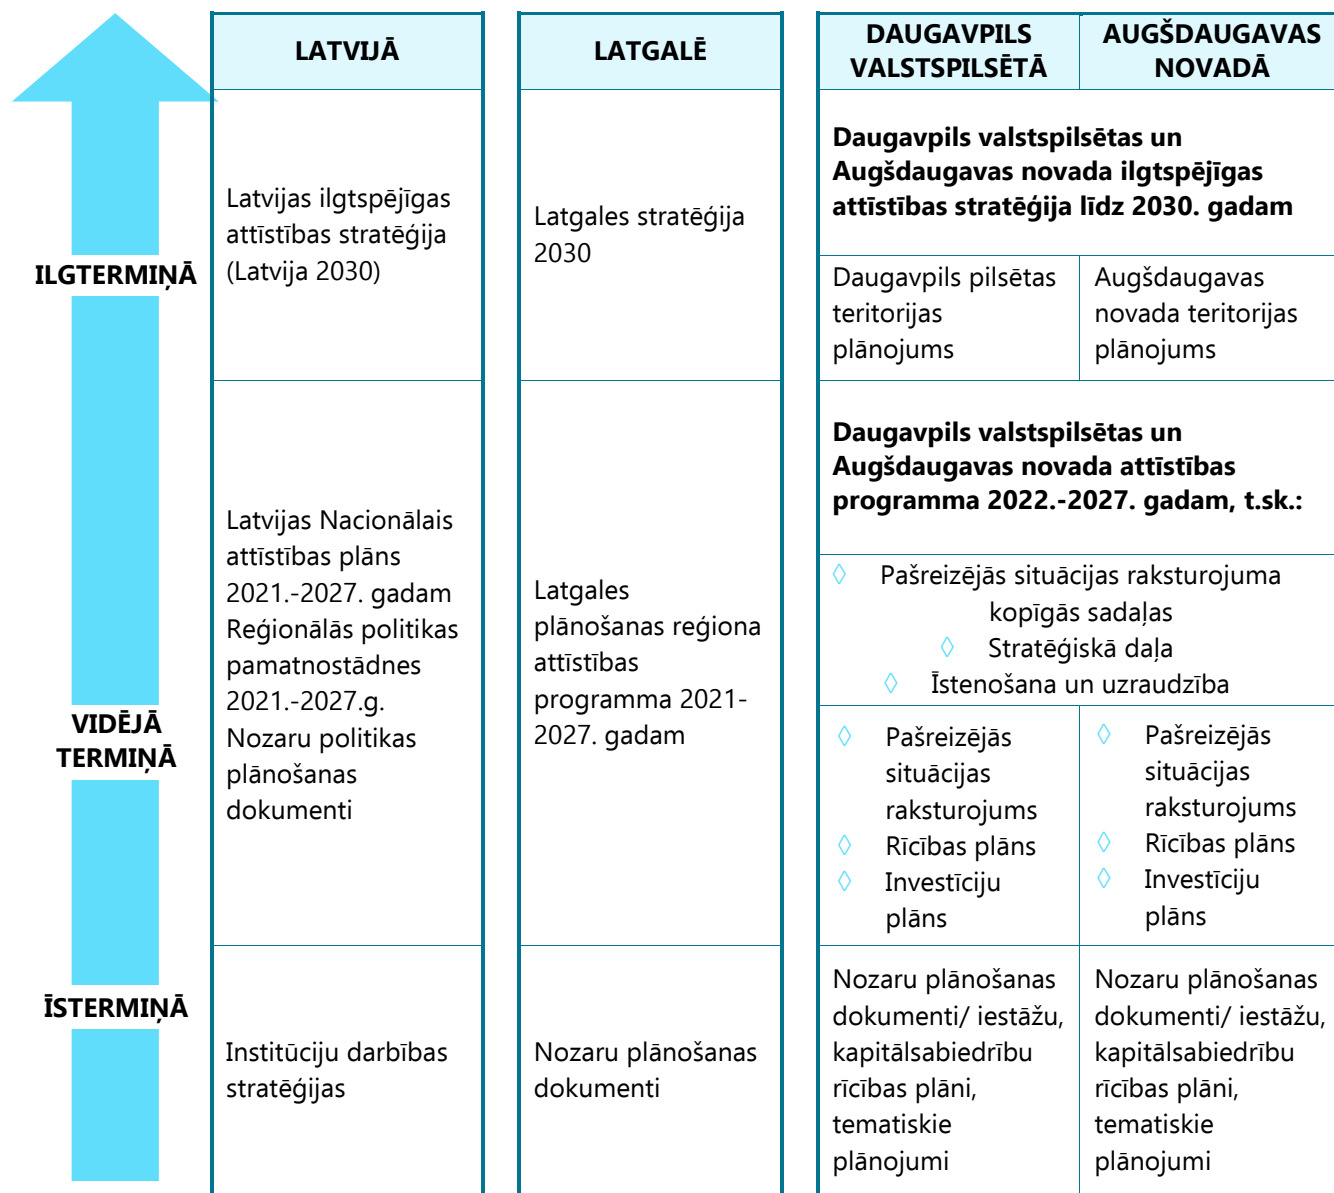 LATVIJĀ
LATGALĒ
DAUGAVPILS
VALSTSPILSĒTĀ
AUGŠDAUGAVAS
NOVADĀ
ILGTERMIŅĀ
Latvijas ilgtspējīgas
attīstības stratēģija
(Latvija 2030)
Latgales stratēģija
2030
Daugavpils valstspilsētas un
Augšdaugavas novada ilgtspējīgas
attīstības stratēģija līdz 2030. gadam
Daugavpils pilsētas
teritorijas
plānojums
Augšdaugavas
novada teritorijas
plānojums
VIDĒJĀ
TERMIŅĀ
Latvijas Nacionālais
attīstības plāns
2021.-2027. gadam
Reģionālās politikas
pamatnostādnes
2021.-2027.g.
Nozaru politikas
plānošanas
dokumenti
Latgales
plānošanas reģiona
attīstības
programma 2021-
2027. gadam
Daugavpils valstspilsētas un
Augšdaugavas novada attīstības
programma 2022.-2027. gadam, t.sk.:
◊ Pašreizējās situācijas raksturojuma
kopīgās sadaļas
◊ Stratēģiskā daļa
◊ Īstenošana un uzraudzība
◊ Pašreizējās
situācijas
raksturojums
◊ Rīcības plāns
◊ Investīciju
plāns
◊ Pašreizējās
situācijas
raksturojums
◊ Rīcības plāns
◊ Investīciju
plāns
ĪSTERMIŅĀ
Institūciju darbības
stratēģijas
Nozaru plānošanas
dokumenti
Nozaru plānošanas
dokumenti/ iestāžu,
kapitālsabiedrību
rīcības plāni,
tematiskie
plānojumi
Nozaru plānošanas
dokumenti/ iestāžu,
kapitālsabiedrību
rīcības plāni,
tematiskie
plānojumi